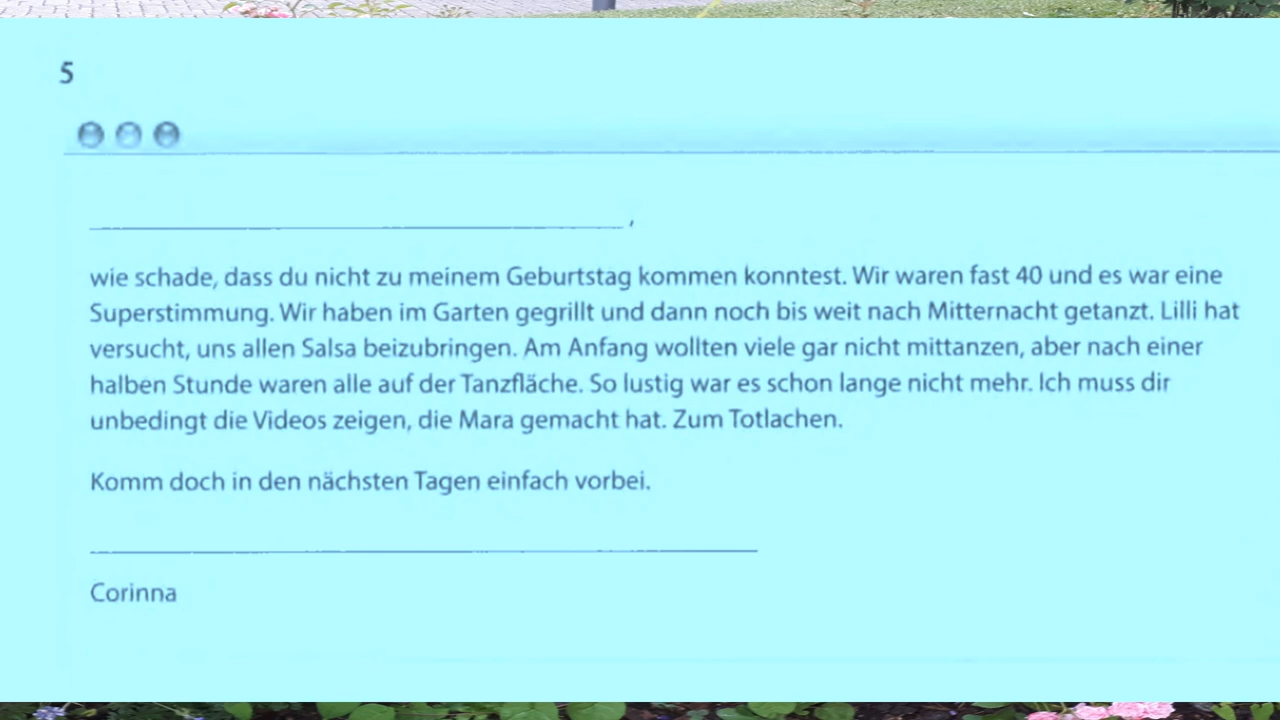 5
,
wie schade, dass du nicht zu meinem Geburtstag kommen konntest. Wir waren fast 40 und es war eine
Superstimmung. Wir haben im Garten gegrillt und dann noch bis weit nach Mitternacht getanzt. Lilli hat
versucht, uns allen Salsa beizubringen. Am Anfang wollten viele gar nicht mittanzen, aber nach einer
halben Stunde waren alle auf der Tanzfläche. So lustig war es schon lange nicht mehr. Ich muss dir
unbedingt die Videos zeigen, die Mara gemacht hat. Zum Totlachen.
Komm doch in den nächsten Tagen einfach vorbei.
Corinna